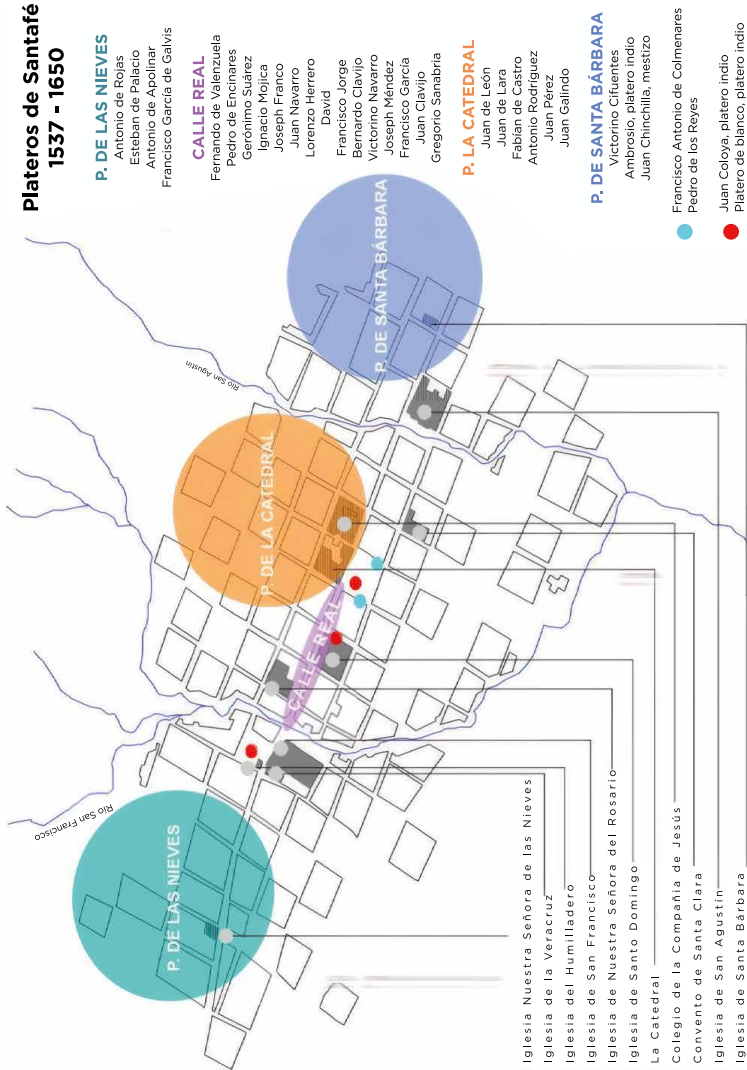 Plateros de Santafé
1537 - 1650
P. DE LAS NIEVES
Antonio de Rojas
Esteban de Palacio
Antonio de Apolinar
Francisco García de Galvis
CALLE REAL
Fernando de Valenzuela
Pedro de Encinares
Gerónimo Suárez
Ignacio Mojica
Joseph Franco
Juan Navarro
Lorenzo Herrero
David
Francisco Jorge
Bernardo Clavijo
Victorino Navarro
Joseph Méndez
Francisco García
Juan Clavijo
Gregorio Sanabria
P. LA CATEDRAL
Juan de León
Juan de Lara
Fabian de Castro
Antonio Rodríguez
Juan Pérez
Juan Galindo
P. DE SANTA BÁRBARA
Victorino Cifuentes
Ambrosio, platero indio
Juan Chinchilla, mestizo
Francisco Antonio de Colmenares
Pedro de los Reyes
Juan Coloya, platero indio
Platero de blanco, platero indio
P. DE LAS NIEVES
CALLE REAL
P. DE LA CATEDRAL
P. DE SANTA BÁRBARA
Río San Francisco
Río San Agustín
Iglesia Nuestra Señora de las Nieves
Iglesia de la Veracruz
Iglesia del Humilladero
Iglesia de San Francisco
Iglesia de Nuestra Señora del Rosario
Iglesia de Santo Domingo
La Catedral
Colegio de la Compañia de Jesús
Convento de Santa Clara
Iglesia de San Agustín
Iglesia de Santa Bárbara